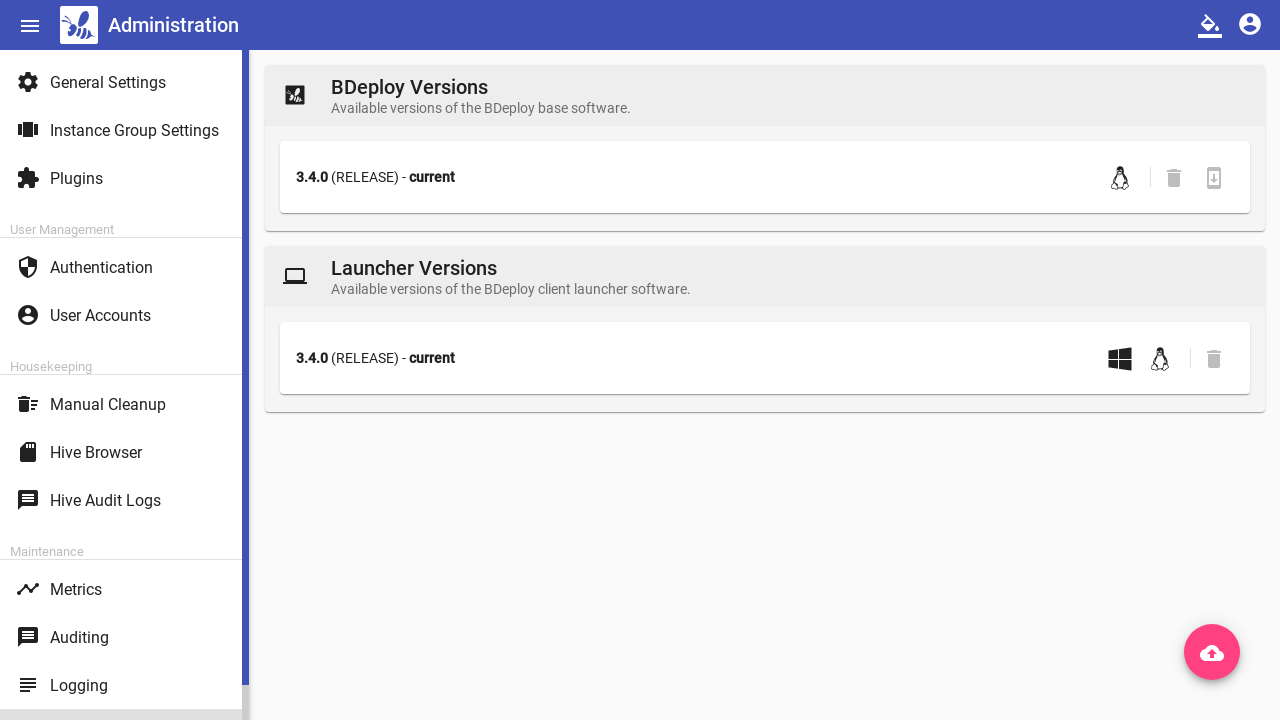 Administration
General Settings
Instance Group Settings
Plugins
User Management
Authentication
User Accounts
Housekeeping
Manual Cleanup
Hive Browser
Hive Audit Logs
Maintenance
Metrics
Auditing
Logging
BDeploy Versions
Available versions of the BDeploy base software.
3.4.0 (RELEASE) - current
Launcher Versions
Available versions of the BDeploy client launcher software.
3.4.0 (RELEASE) - current